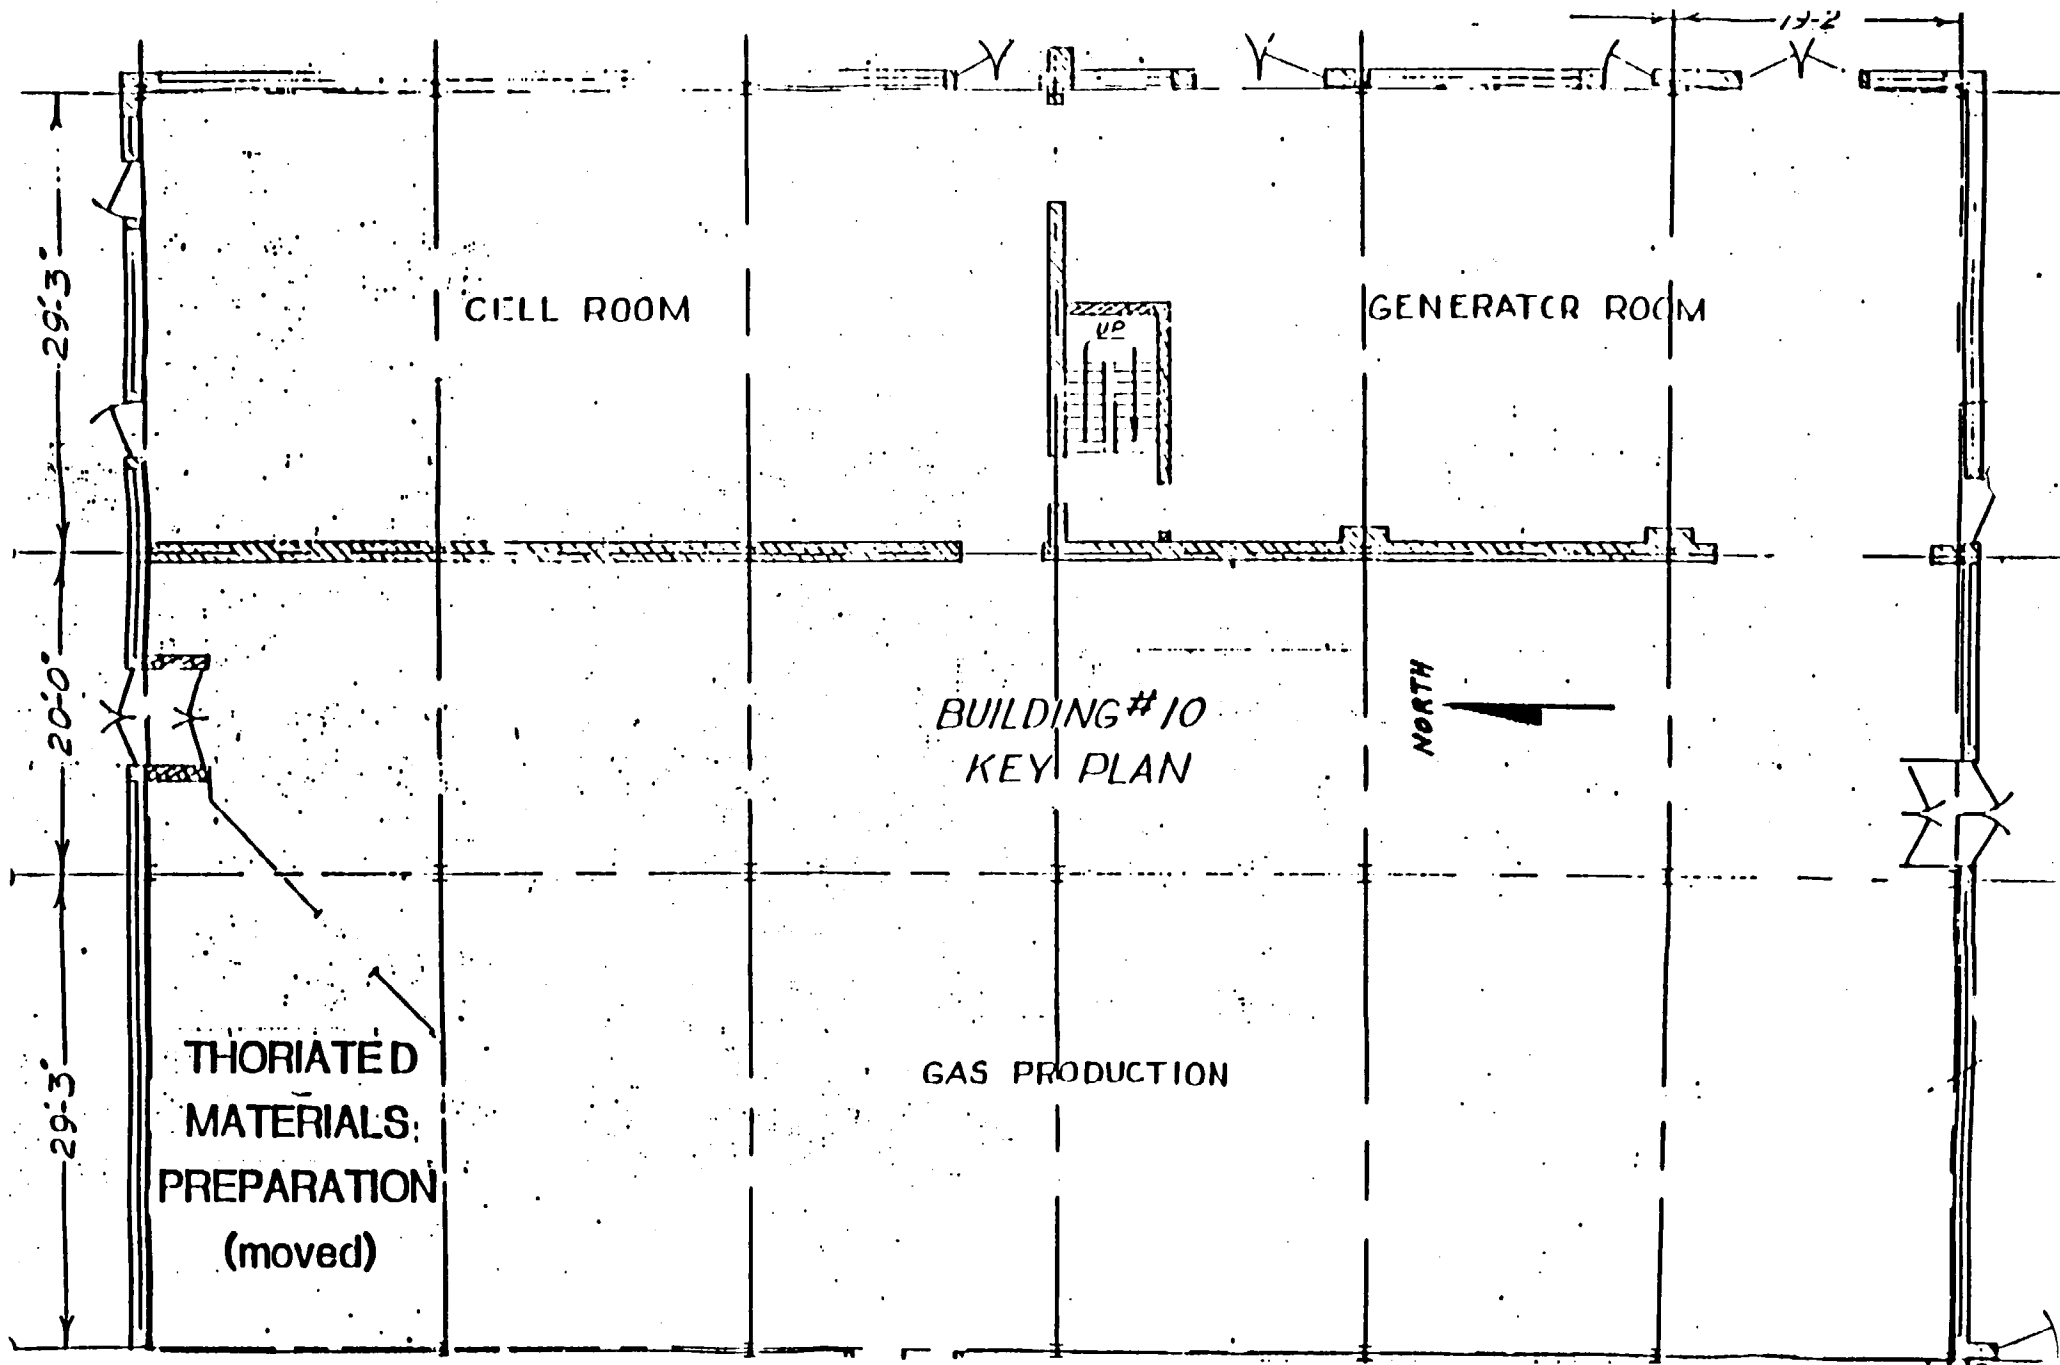 19-2
29'-3"
CELL ROOM
GENERATOR ROOM
UP
20'-0"
BUILDING #10
KEY PLAN
NORTH
29'-3"
THORIATED
MATERIALS
PREPARATION
(moved)
GAS PRODUCTION